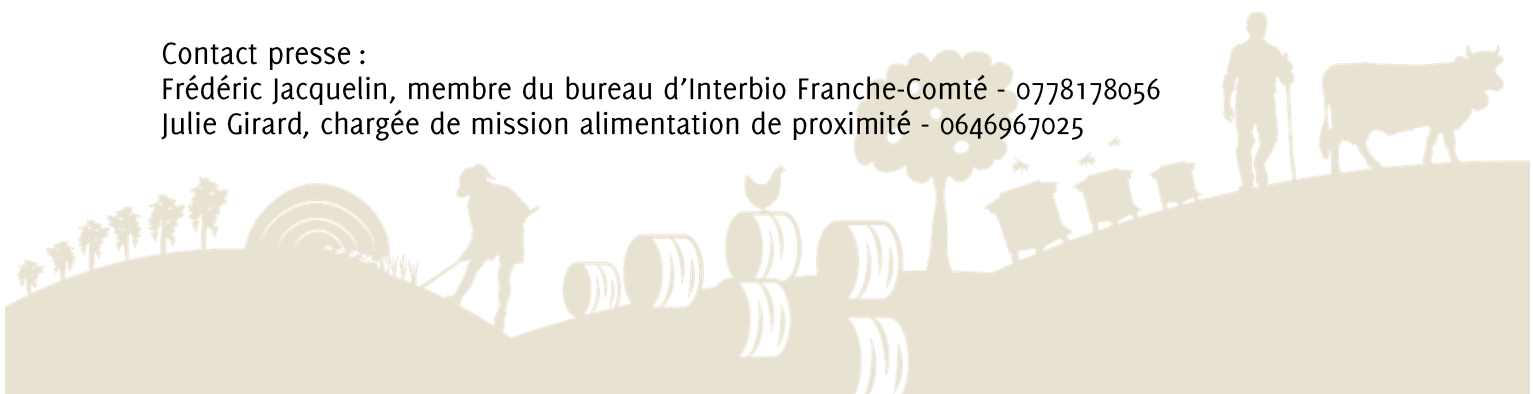 Contact presse :
Frédéric Jacquelin, membre du bureau d’Interbio Franche-Comté - 0778178056
Julie Girard, chargée de mission alimentation de proximité - 0646967025